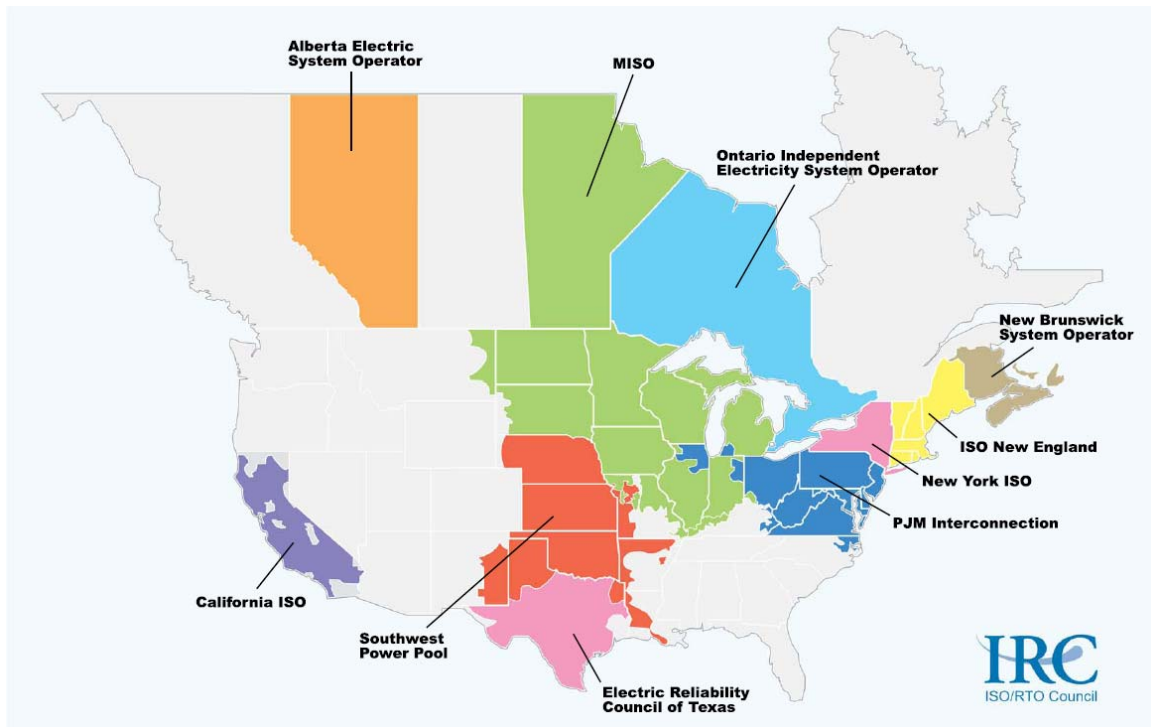 Alberta Electric
System Operator
MISO
Ontario Independent
Electricity System Operator
New Brunswick
System Operator
ISO New England
New York ISO
PJM Interconnection
California ISO
Southwest
Power Pool
Electric Reliability
Council of Texas
IRC
ISO/RTO Council